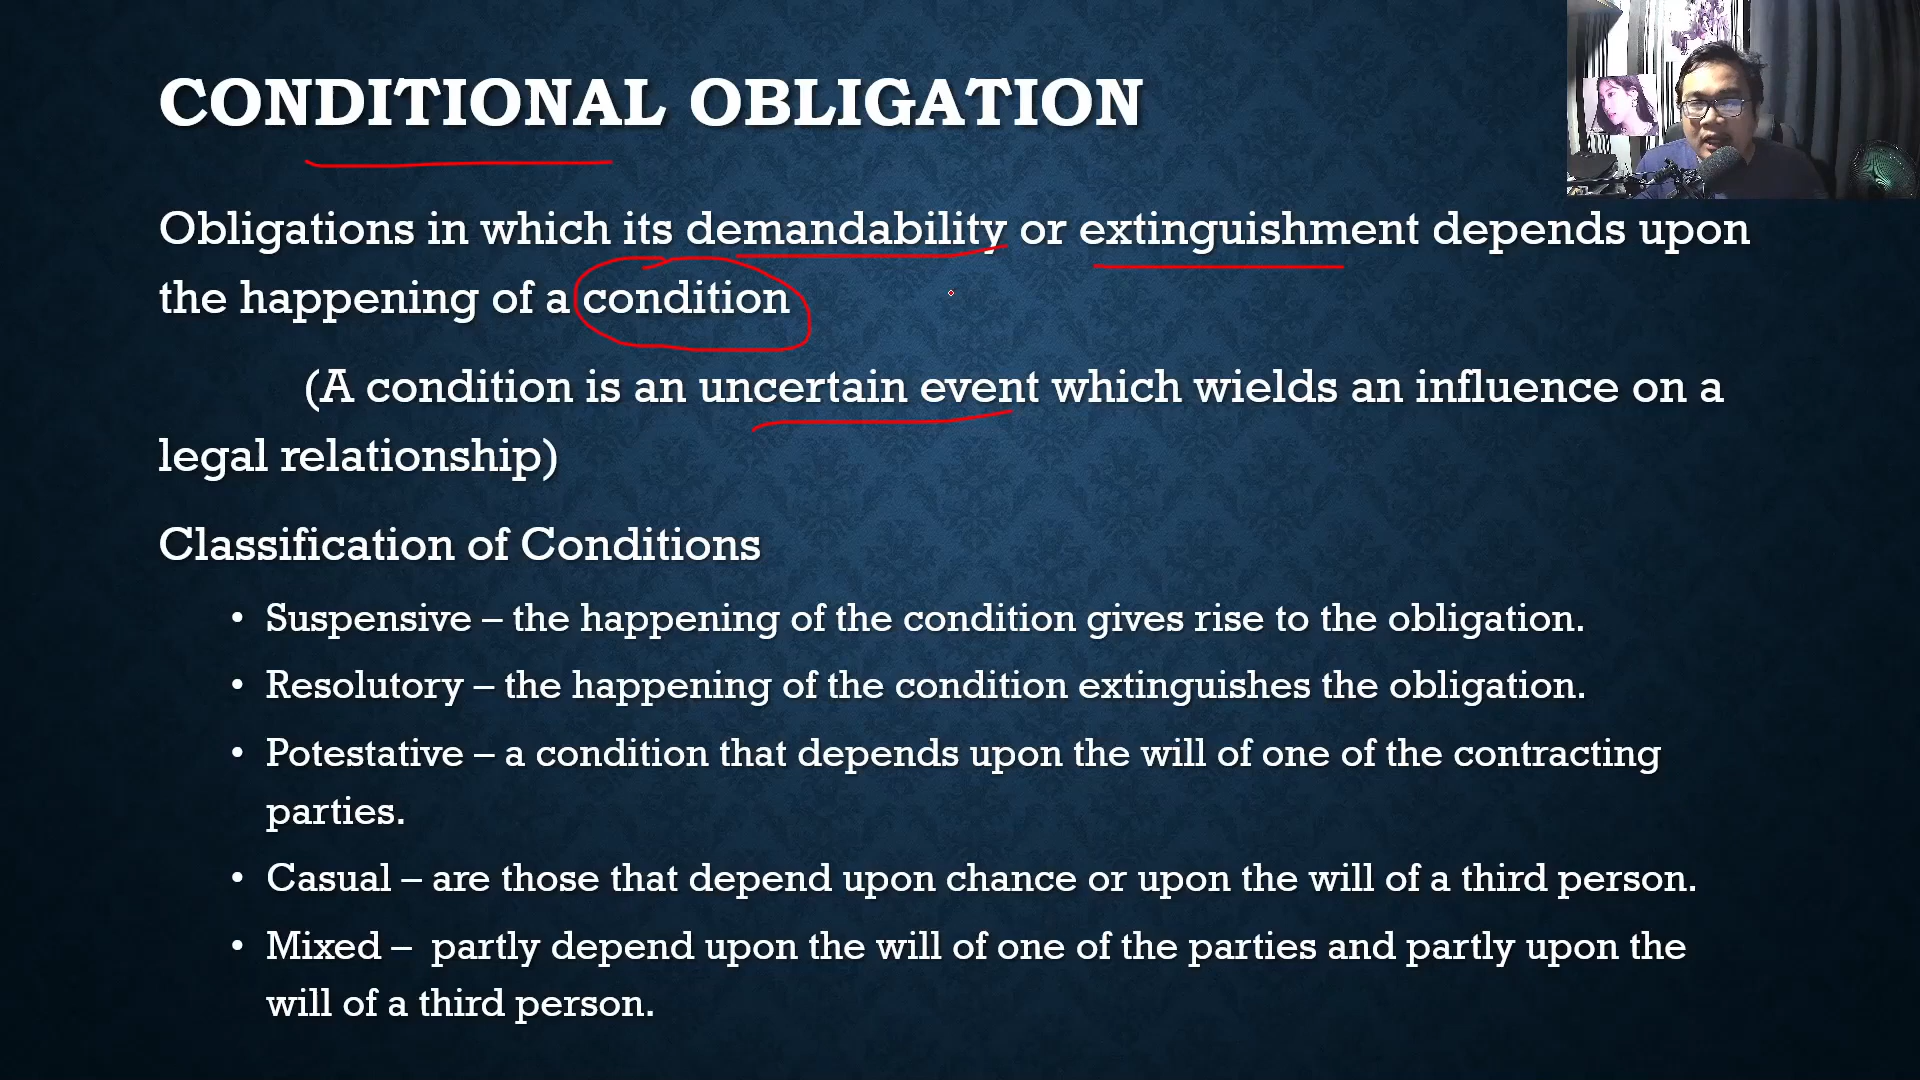 CONDITIONAL OBLIGATION
Obligations in which its demandability or extinguishment depends upon
the happening of a condition
(A condition is an uncertain event which wields an influence on a
legal relationship)
Classification of Conditions
• Suspensive – the happening of the condition gives rise to the obligation.
• Resolutory – the happening of the condition extinguishes the obligation.
• Potestative – a condition that depends upon the will of one of the contracting
parties.
• Casual – are those that depend upon chance or upon the will of a third person.
• Mixed – partly depend upon the will of one of the parties and partly upon the
will of a third person.